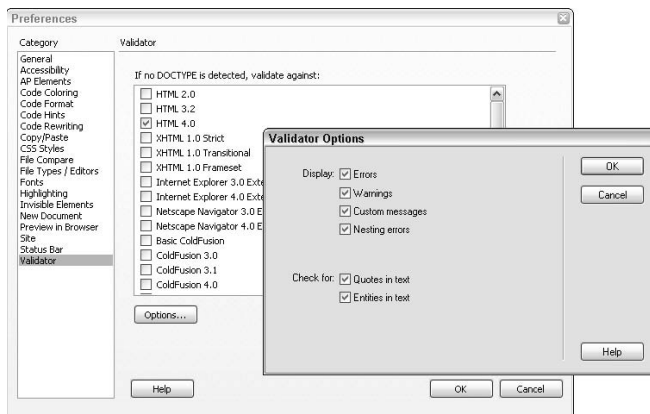 Preferences
Category
General
Accessibility
AP Elements
Code Coloring
Code Format
Code Hints
Code Rewriting
Copy/Paste
CSS Styles
File Compare
File Types / Editors
Fonts
Highlighting
Invisible Elements
New Document
Preview in Browser
Site
Status Bar
Validator
Validator
If no DOCTYPE is detected, validate against:
HTML 2.0
HTML 3.2
HTML 4.0
XHTML 1.0 Strict
XHTML 1.0 Transitional
XHTML 1.0 Frameset
Internet Explorer 3.0 Exte
Internet Explorer 4.0 Exte
Netscape Navigator 3.0 E
Netscape Navigator 4.0 E
Basic ColdFusion
ColdFusion 3.0
ColdFusion 3.1
ColdFusion 4.0
Options...
Help
OK
Cancel
Validator Options
Display: Errors
Warnings
Custom messages
Nesting errors
Check for: Quotes in text
Entities in text
OK
Cancel
Help